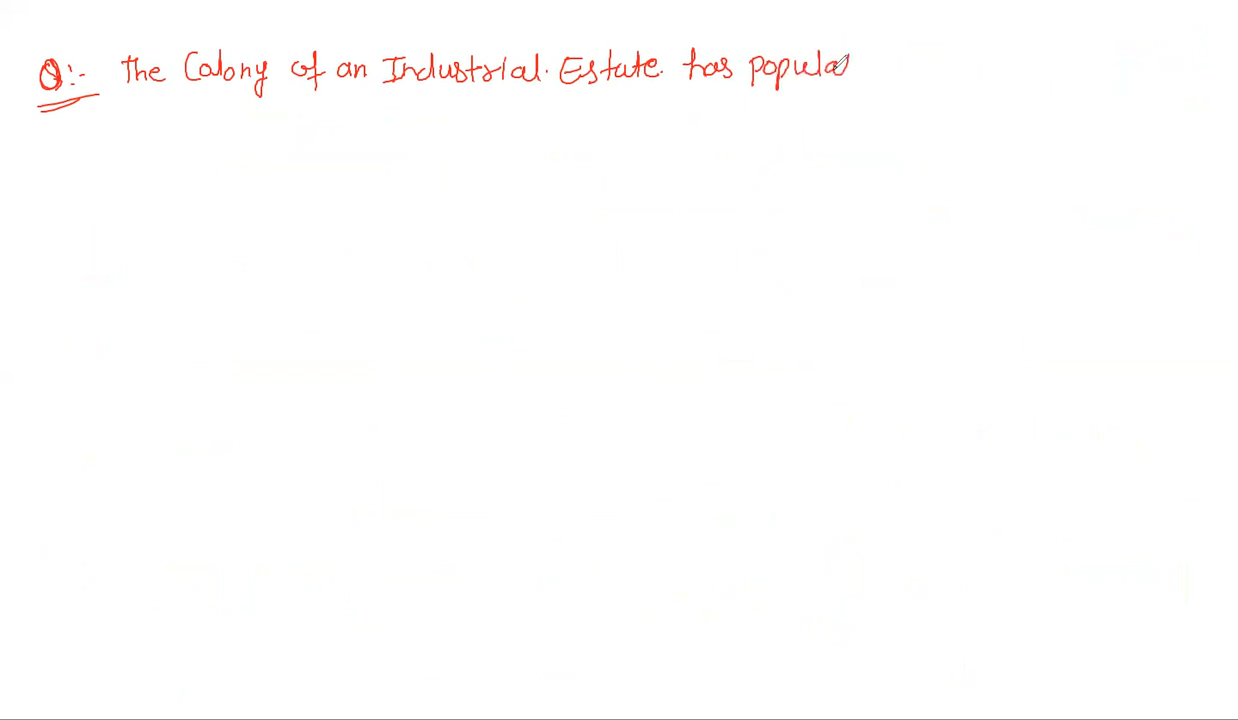 Q:- The Colony of an Industrial. Estate. has popula